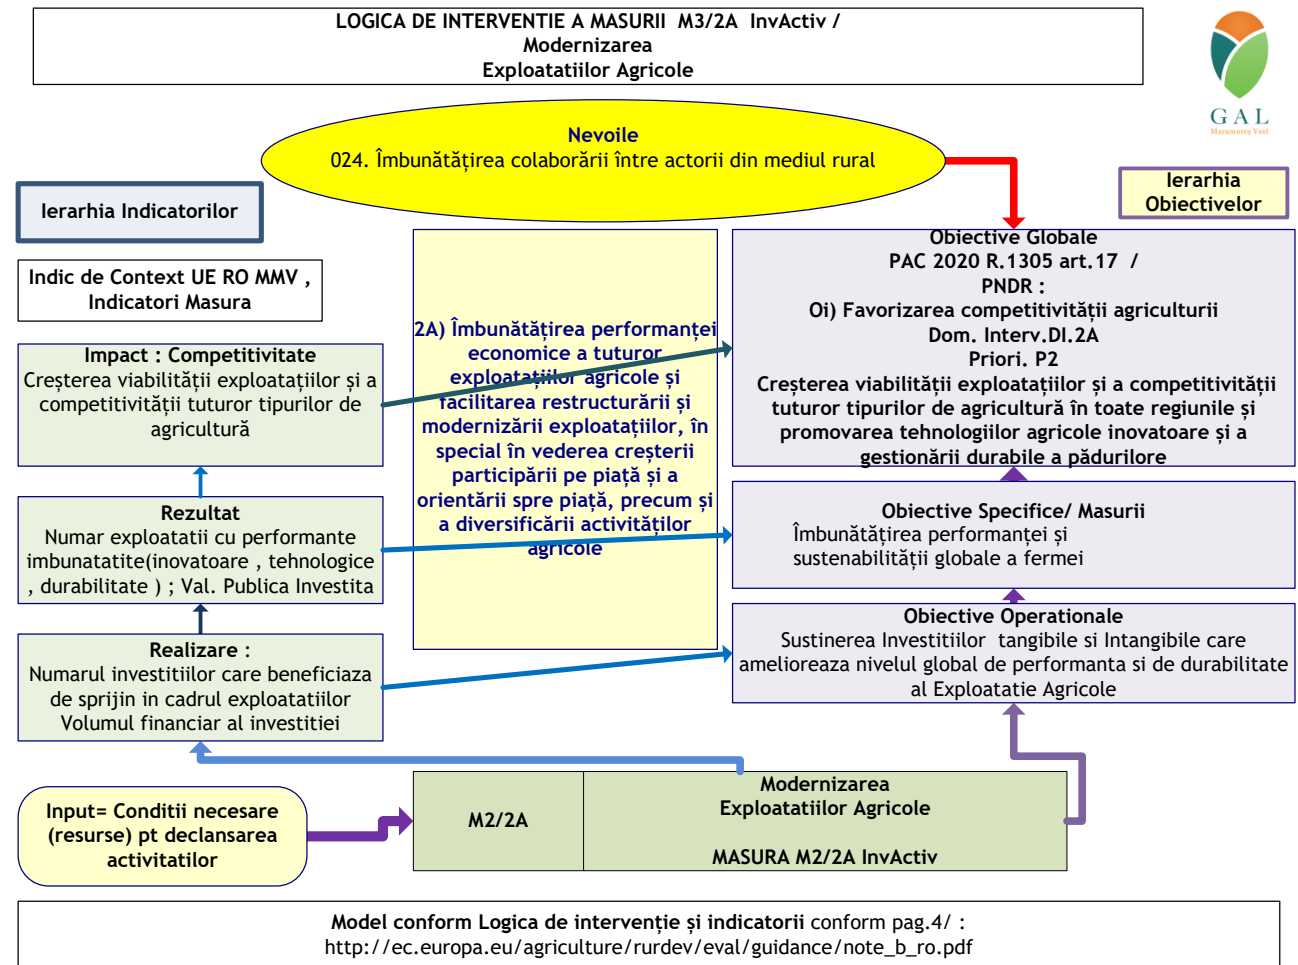 LOGICA DE INTERVENTIE A MASURII  M3/2A  InvActiv /
Modernizarea
Exploatatiilor Agricole
GAL
Maramureș Vest
Nevoile
024. Îmbunătățirea colaborării între actorii din mediul rural
Ierarhia Indicatorilor
Ierarhia
Obiectivelor
Indic de Context UE RO MMV ,
Indicatori Masura
Impact : Competitivitate
Creșterea viabilității exploatațiilor și a
competitivității tuturor tipurilor de
agricultură
Rezultat
Numar exploatatii cu performante
imbunatatite(inovatoare , tehnologice
, durabilitate ) ; Val. Publica Investita
Realizare :
Numarul investitiilor care beneficiaza
de sprijin in cadrul exploatatiilor
Volumul financiar al investitiei
2A) Îmbunătățirea performanței
economice a tuturor
exploatațiilor agricole și
facilitarea restructurării și
modernizării exploatațiilor, în
special în vederea creșterii
participării pe piață și a
orientării spre piață, precum și
a diversificării activităților
agricole
Obiective Globale
PAC 2020 R.1305 art.17  /
PNDR :
Oi) Favorizarea competitivității agriculturii
Dom. Interv.DI.2A
Priori. P2
Creșterea viabilității exploatațiilor și a competitivității
tuturor tipurilor de agricultură în toate regiunile și
promovarea tehnologiilor agricole inovatoare și a
gestionării durabile a pădurilore
Obiective Specifice/ Masurii
Îmbunătățirea performanței și
sustenabilității globale a fermei
Obiective Operationale
Sustinerea Investitiilor  tangibile si Intangibile care
amelioreaza nivelul global de performanta si de durabilitate
al Exploatatie Agricole
Input= Conditii necesare
(resurse) pt declansarea
activitatilor
M2/2A
Modernizarea
Exploatatiilor Agricole
MASURA M2/2A InvActiv
Model conform Logica de intervenție și indicatorii conform pag.4/ :
http://ec.europa.eu/agriculture/rurdev/eval/guidance/note_b_ro.pdf